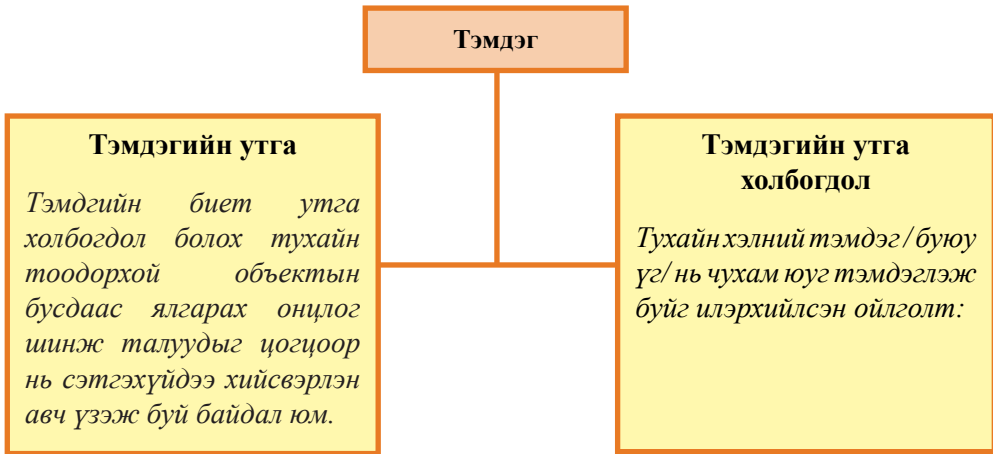 Тэмдэг
Тэмдэгийн утга
Тэмдгийн биет утга
холбогдол болох тухайн
тоодорхой объектын
бусдаас ялгарах онцлог
шинж талуудыг цогцоор
нь сэтгэхүйдээ хийсвэрлэн
авч үзэж буй байдал юм.
Тэмдэгийн утга
холбогдол
Тухайн хэлний тэмдэг / буюу
үг/ нь чухам юуг тэмдэглэж
буйг илэрхийлсэн ойлголт: